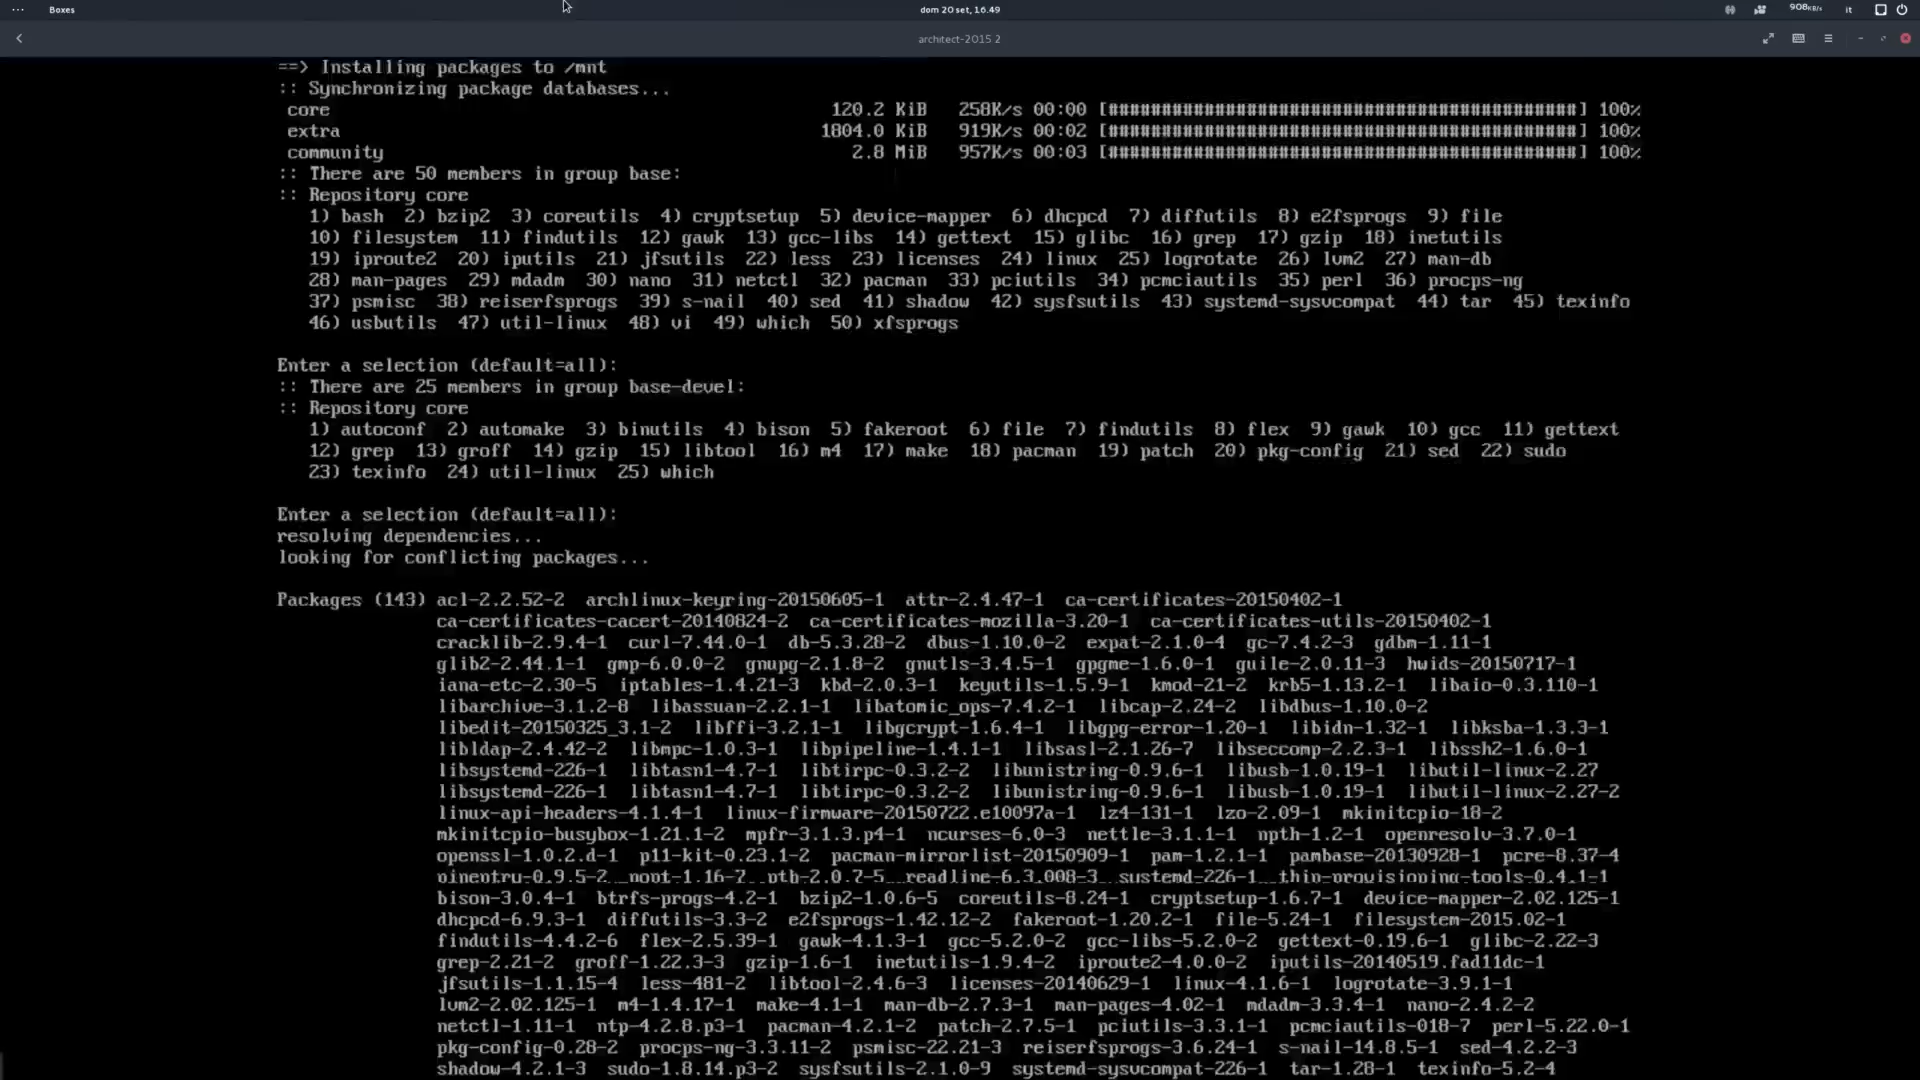 Boxes
dom 20 set, 16.49
908KB/s
it
architect-2015 2
==> Installing packages to /mnt
:: Synchronizing package databases...
core 120.2 KiB 258K/s 00:00 [############################################] 100%
extra 1804.0 KiB 919K/s 00:02 [############################################] 100%
community 2.8 MiB 957K/s 00:03 [############################################] 100%
:: There are 50 members in group base:
:: Repository core
1) bash 2) bzip2 3) coreutils 4) cryptsetup 5) device-mapper 6) dhcpcd 7) diffutils 8) e2fsprogs 9) file
10) filesystem 11) findutils 12) gawk 13) gcc-libs 14) gettext 15) glibc 16) grep 17) gzip 18) inetutils
19) iproute2 20) iputils 21) jfsutils 22) less 23) licenses 24) linux 25) logrotate 26) lvm2 27) man-db
28) man-pages 29) mdadm 30) nano 31) netctl 32) pacman 33) pciutils 34) pcmciautils 35) perl 36) procps-ng
37) psmisc 38) reiserfsprogs 39) s-nail 40) sed 41) shadow 42) sysfsutils 43) systemd-sysvcompat 44) tar 45) texinfo
46) usbutils 47) util-linux 48) vi 49) which 50) xfsprogs
Enter a selection (default=all):
:: There are 25 members in group base-devel:
:: Repository core
1) autoconf 2) automake 3) binutils 4) bison 5) fakeroot 6) file 7) findutils 8) flex 9) gawk 10) gcc 11) gettext
12) grep 13) groff 14) gzip 15) libtool 16) m4 17) make 18) pacman 19) patch 20) pkg-config 21) sed 22) sudo
23) texinfo 24) util-linux 25) which
Enter a selection (default=all):
resolving dependencies...
looking for conflicting packages...
Packages (143) acl-2.2.52-2 archlinux-keyring-20150605-1 attr-2.4.47-1 ca-certificates-20150402-1
ca-certificates-cacert-20140824-2 ca-certificates-mozilla-3.20-1 ca-certificates-utils-20150402-1
cracklib-2.9.4-1 curl-7.44.0-1 db-5.3.28-2 dbus-1.10.0-2 expat-2.1.0-4 gc-7.4.2-3 gdbm-1.11-1
glib2-2.44.1-1 gmp-6.0.0-2 gnupg-2.1.8-2 gnutls-3.4.5-1 gpgme-1.6.0-1 guile-2.0.11-3 hwids-20150717-1
iana-etc-2.30-5 iptables-1.4.21-3 kbd-2.0.3-1 keyutils-1.5.9-1 kmod-21-2 krb5-1.13.2-1 libaio-0.3.110-1
libarchive-3.1.2-8 libassuan-2.2.1-1 libatomic_ops-7.4.2-1 libcap-2.24-2 libdbus-1.10.0-2
libedit-20150325_3.1-2 libffi-3.2.1-1 libgcrypt-1.6.4-1 libgpg-error-1.20-1 libidn-1.32-1 libksba-1.3.3-1
libldap-2.4.42-2 libmpc-1.0.3-1 libpipeline-1.4.1-1 libsasl-2.1.26-7 libseccomp-2.2.3-1 libssh2-1.6.0-1
libsystemd-226-1 libtasn1-4.7-1 libtirpc-0.3.2-2 libunistring-0.9.6-1 libusb-1.0.19-1 libutil-linux-2.27
libsystemd-226-1 libtasn1-4.7-1 libtirpc-0.3.2-2 libunistring-0.9.6-1 libusb-1.0.19-1 libutil-linux-2.27-2
linux-api-headers-4.1.4-1 linux-firmware-20150722.e10097a-1 lz4-131-1 lzo-2.09-1 mkinitcpio-18-2
mkinitcpio-busybox-1.21.1-2 mpfr-3.1.3.p4-1 ncurses-6.0-3 nettle-3.1.1-1 npth-1.2-1 openresolv-3.7.0-1
openssl-1.0.2.d-1 p11-kit-0.23.1-2 pacman-mirrorlist-20150909-1 pam-1.2.1-1 pambase-20130928-1 pcre-8.37-4
pinentry-0.9.5-2 popt-1.16-7 pth-2.0.7-5 readline-6.3.008-3 systemd-226-1 thin-provisioning-tools-0.4.1-1
bison-3.0.4-1 btrfs-progs-4.2-1 bzip2-1.0.6-5 coreutils-8.24-1 cryptsetup-1.6.7-1 device-mapper-2.02.125-1
dhcpcd-6.9.3-1 diffutils-3.3-2 e2fsprogs-1.42.12-2 fakeroot-1.20.2-1 file-5.24-1 filesystem-2015.02-1
findutils-4.4.2-6 flex-2.5.39-1 gawk-4.1.3-1 gcc-5.2.0-2 gcc-libs-5.2.0-2 gettext-0.19.6-1 glibc-2.22-3
grep-2.21-2 groff-1.22.3-3 gzip-1.6-1 inetutils-1.9.4-2 iproute2-4.0.0-2 iputils-20140519.fad11dc-1
jfsutils-1.1.15-4 less-481-2 libtool-2.4.6-3 licenses-20140629-1 linux-4.1.6-1 logrotate-3.9.1-1
lvm2-2.02.125-1 m4-1.4.17-1 make-4.1-1 man-db-2.7.3-1 man-pages-4.02-1 mdadm-3.3.4-1 nano-2.4.2-2
netctl-1.11-1 ntp-4.2.8.p3-1 pacman-4.2.1-2 patch-2.7.5-1 pciutils-3.3.1-1 pcmciautils-018-7 perl-5.22.0-1
pkg-config-0.28-2 procps-ng-3.3.11-2 psmisc-22.21-3 reiserfsprogs-3.6.24-1 s-nail-14.8.5-1 sed-4.2.2-3
shadow-4.2.1-3 sudo-1.8.14.p3-2 sysfsutils-2.1.0-9 systemd-sysvcompat-226-1 tar-1.28-1 texinfo-5.2-4